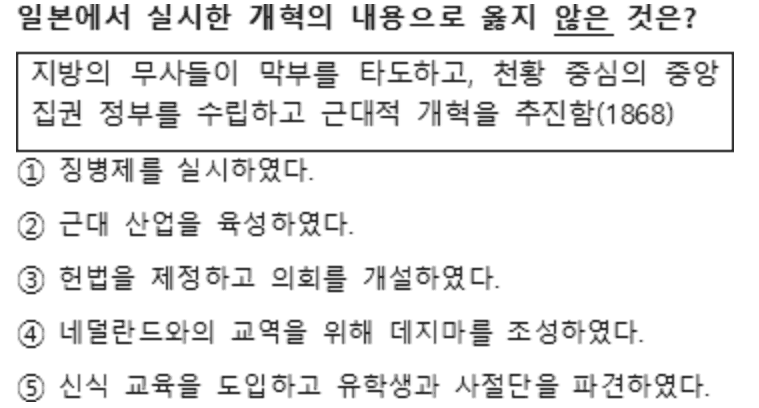 일본에서 실시한 개혁의 내용으로 옳지 않은 것은?
지방의 무사들이 막부를 타도하고, 천황 중심의 중앙
집권 정부를 수립하고 근대적 개혁을 추진함(1868)
① 징병제를 실시하였다.
② 근대 산업을 육성하였다.
③ 헌법을 제정하고 의회를 개설하였다.
④ 네덜란드와의 교역을 위해 데지마를 조성하였다.
⑤ 신식 교육을 도입하고 유학생과 사절단을 파견하였다.